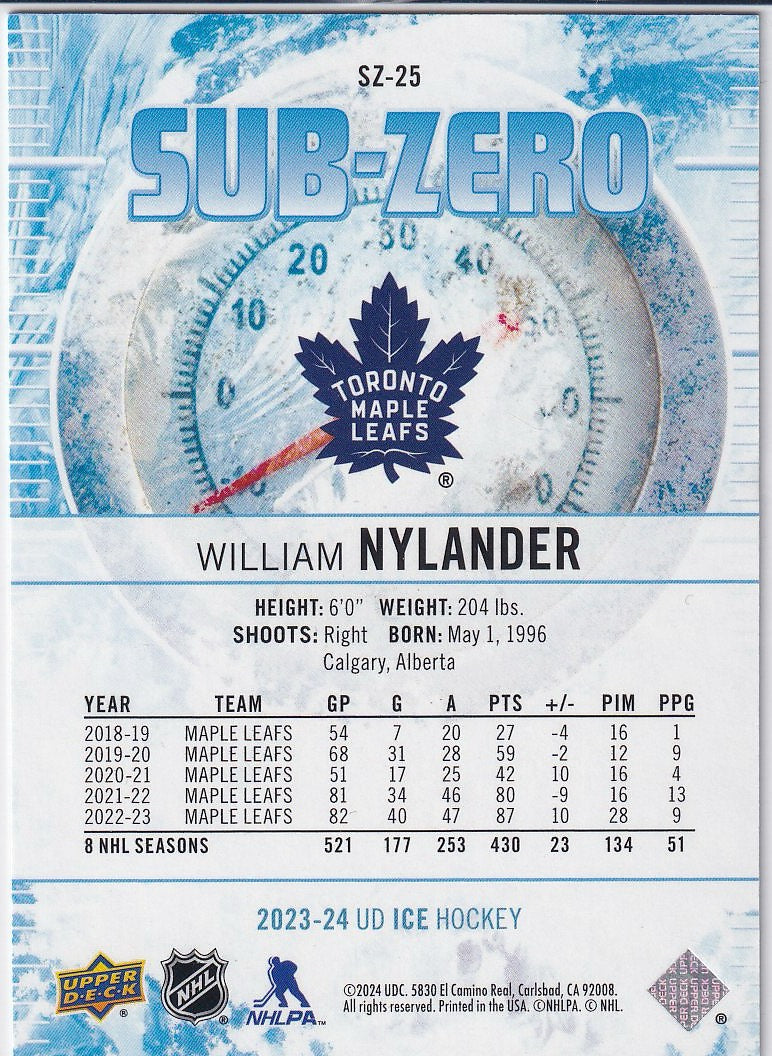 SZ-25
SUB-ZERO
30
20
40
10
50
0
TORONTO
MAPLE
LEAFS
®
WILLIAM NYLANDER
HEIGHT: 6'0" WEIGHT: 204 lbs.
SHOOTS: Right BORN: May 1, 1996
Calgary, Alberta
YEAR TEAM GP G A PTS +/- PIM PPG
2018-19 MAPLE LEAFS 54 7 20 27 -4 16 1
2019-20 MAPLE LEAFS 68 31 28 59 -2 12 9
2020-21 MAPLE LEAFS 51 17 25 42 10 16 4
2021-22 MAPLE LEAFS 81 34 46 80 -9 16 13
2022-23 MAPLE LEAFS 82 40 47 87 10 28 9
8 NHL SEASONS 521 177 253 430 23 134 51
2023-24 UD ICE HOCKEY
UPPER
D·E·C·K
®
NHL
®
NHLPA™
©2024 UDC. 5830 El Camino Real, Carlsbad, CA 92008.
All rights reserved. Printed in the USA. ©NHLPA. © NHL.
UPPER DECK
®